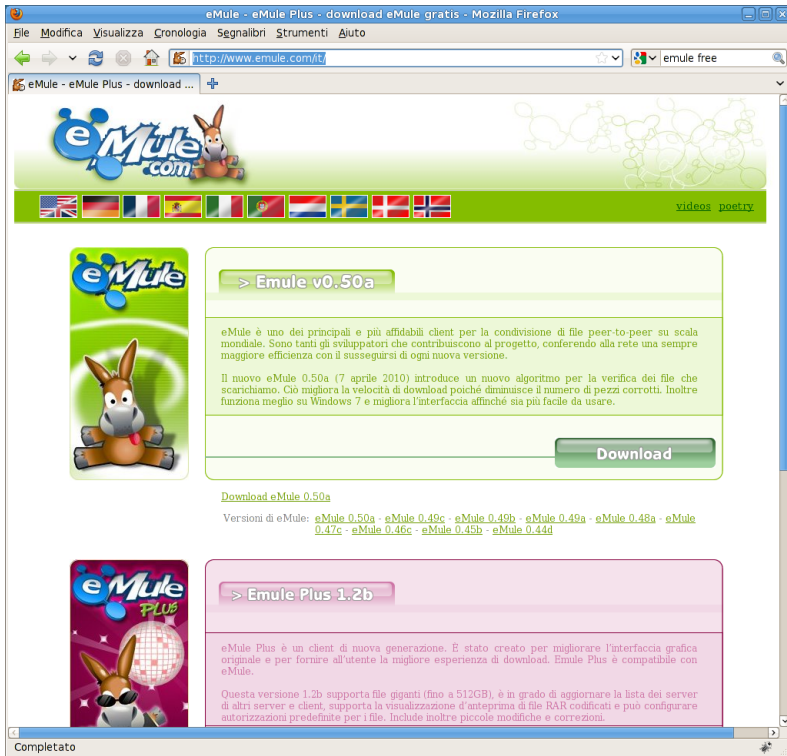 eMule - eMule Plus - download eMule gratis - Mozilla Firefox
File Modifica Visualizza Cronologia Segnalibri Strumenti Aiuto
http://www.emule.com/it/
emule free
eMule - eMule Plus - download ...
eMule
.com
videos poetry
eMule
> Emule v0.50a
eMule è uno dei principali e più affidabili client per la condivisione di file peer-to-peer su scala
mondiale. Sono tanti gli sviluppatori che contribuiscono al progetto, conferendo alla rete una sempre
maggiore efficienza con il susseguirsi di ogni nuova versione.
Il nuovo eMule 0.50a (7 aprile 2010) introduce un nuovo algoritmo per la verifica dei file che
scarichiamo. Ciò migliora la velocità di download poiché diminuisce il numero di pezzi corrotti. Inoltre
funziona meglio su Windows 7 e migliora l'interfaccia affinché sia più facile da usare.
Download
Download eMule 0.50a
Versioni di eMule: eMule 0.50a - eMule 0.49c - eMule 0.49b - eMule 0.49a - eMule 0.48a - eMule
0.47c - eMule 0.46c - eMule 0.45b - eMule 0.44d
eMule
PLUS
> Emule Plus 1.2b
eMule Plus è un client di nuova generazione. È stato creato per migliorare l'interfaccia grafica
originale e per fornire all'utente la migliore esperienza di download. Emule Plus è compatibile con
eMule.
Questa versione 1.2b supporta file giganti (fino a 512GB), è in grado di aggiornare la lista dei server
di altri server e client, supporta la visualizzazione d'anteprima di file RAR codificati e può configurare
autorizzazioni predefinite per i file. Include inoltre piccole modifiche e correzioni.
Completato